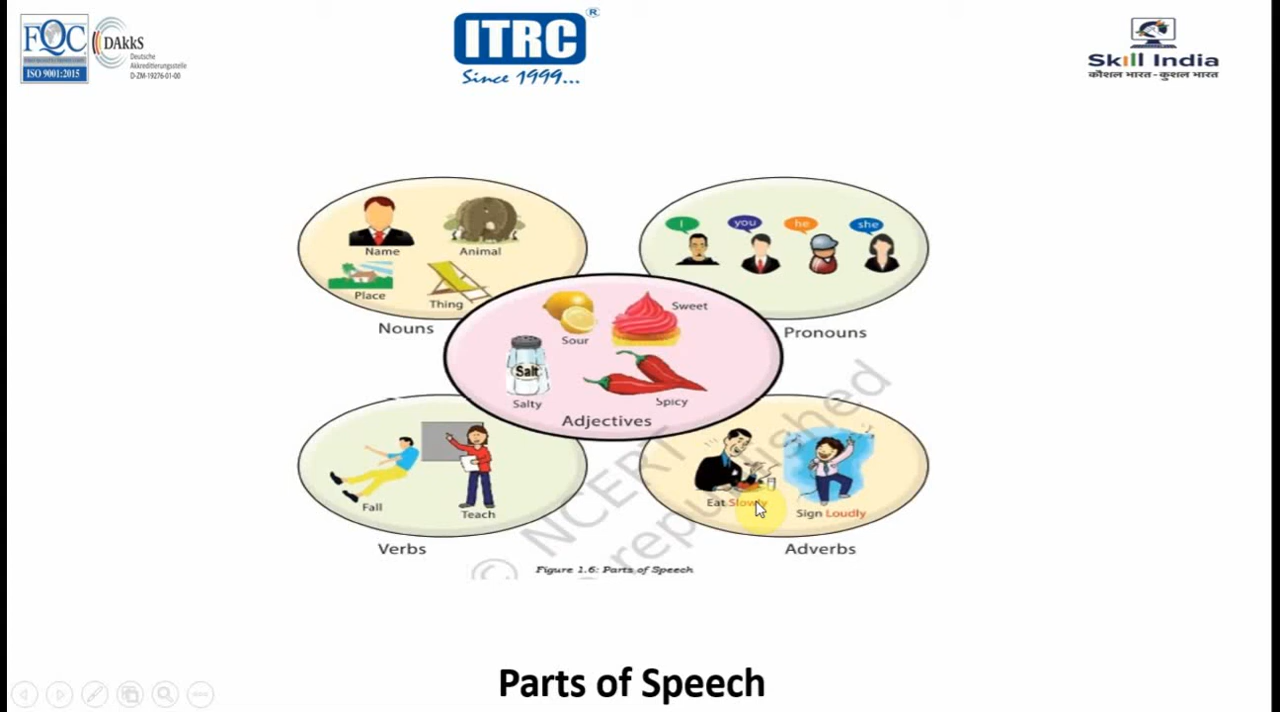 FQC
ISO 9001:2015
DAkkS
Deutsche
Akkreditierungsstelle
D-ZM-19276-01-00
ITRC ®
Since 1999...
Skill India
कौशल भारत - कुशल भारत
Name
Animal
Place
Thing
Nouns
I
you
he
she
Pronouns
Sour
Sweet
Salt
Salty
Spicy
Adjectives
Fall
Teach
Verbs
Eat Slowly
Sign Loudly
Adverbs
© NCERT
republished
Figure 1.6: Parts of Speech
Parts of Speech